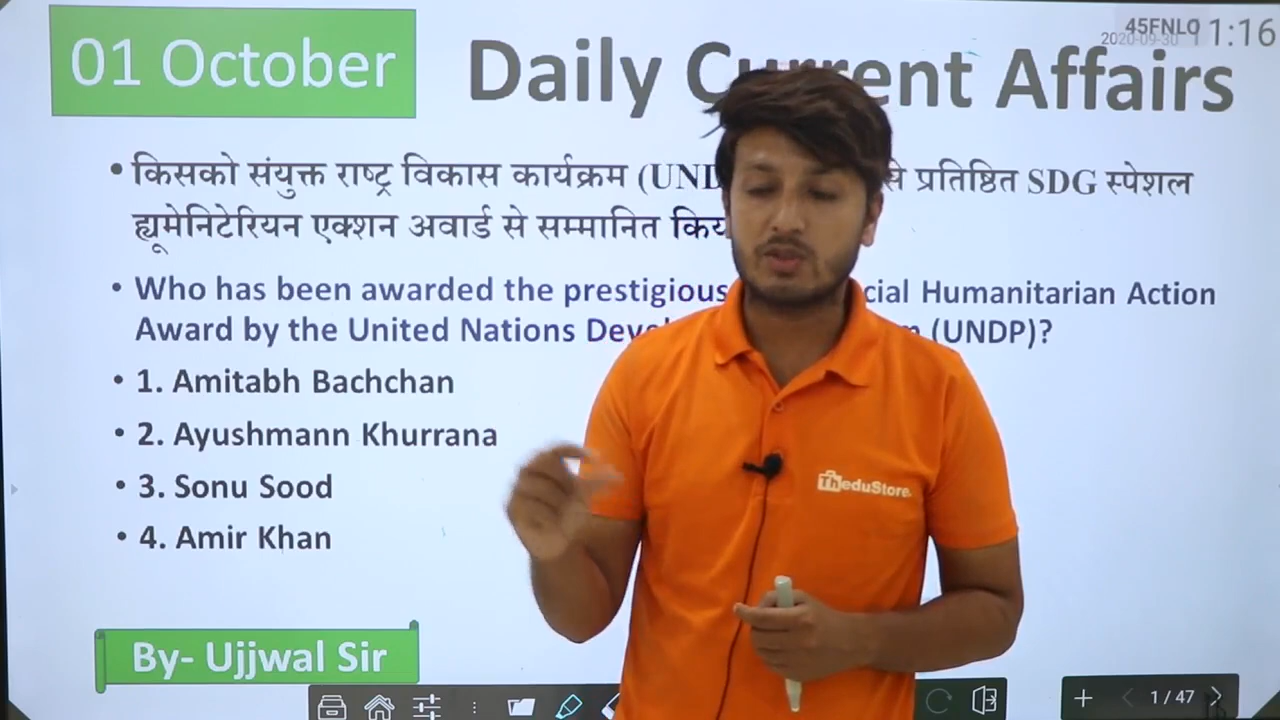 01 October
Daily Current Affairs
45FNLQ 11:16
2020-09-30
• किसको संयुक्त राष्ट्र विकास कार्यक्रम (UND से प्रतिष्ठित SDG स्पेशल
ह्यूमेनिटेरियन एक्शन अवार्ड से सम्मानित किय
• Who has been awarded the prestigious cial Humanitarian Action
Award by the United Nations Deve (UNDP)?
• 1. Amitabh Bachchan
• 2. Ayushmann Khurrana
• 3. Sonu Sood
• 4. Amir Khan
TheduStore.
By- Ujjwal Sir
1/47